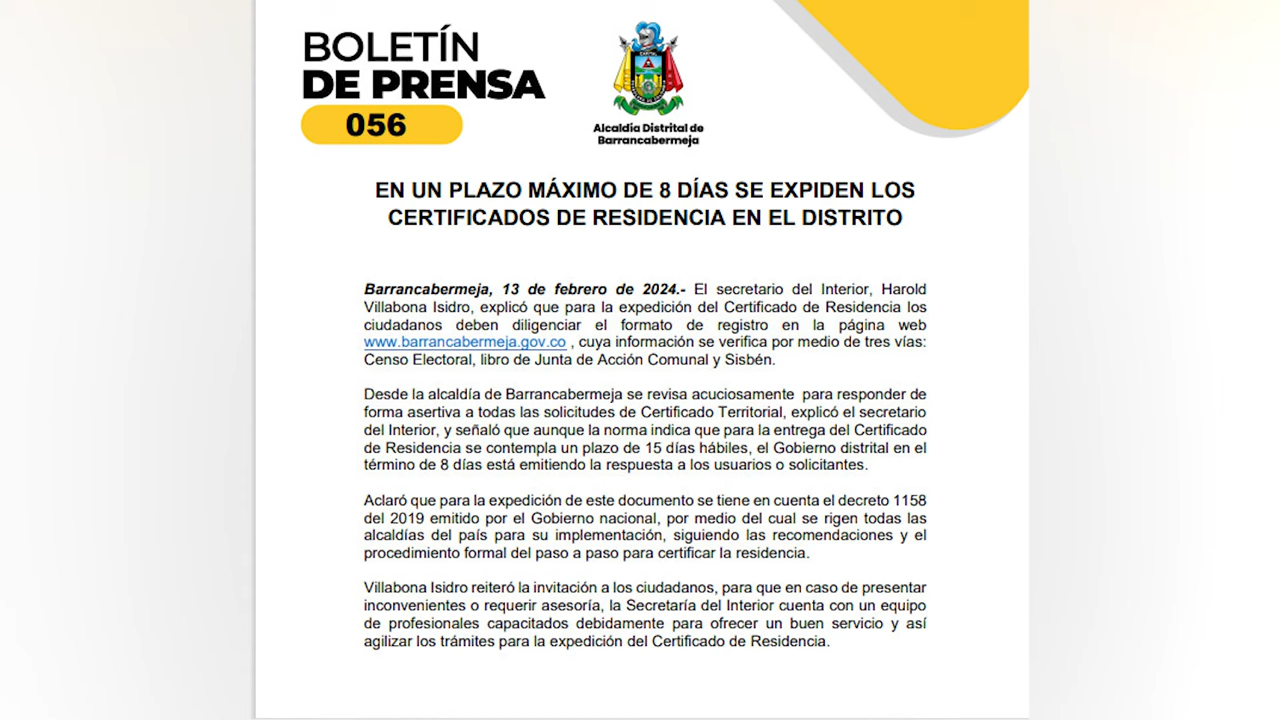 BOLETÍN
DE PRENSA
056
Alcaldía Distrital de
Barrancabermeja
EN UN PLAZO MÁXIMO DE 8 DÍAS SE EXPIDEN LOS
CERTIFICADOS DE RESIDENCIA EN EL DISTRITO
Barrancabermeja, 13 de febrero de 2024.- El secretario del Interior, Harold
Villabona Isidro, explicó que para la expedición del Certificado de Residencia los
ciudadanos deben diligenciar el formato de registro en la página web
www.barrancabermeja.gov.co , cuya información se verifica por medio de tres vías:
Censo Electoral, libro de Junta de Acción Comunal y Sisbén.
Desde la alcaldía de Barrancabermeja se revisa acuciosamente para responder de
forma asertiva a todas las solicitudes de Certificado Territorial, explicó el secretario
del Interior, y señaló que aunque la norma indica que para la entrega del Certificado
de Residencia se contempla un plazo de 15 días hábiles, el Gobierno distrital en el
término de 8 días está emitiendo la respuesta a los usuarios o solicitantes.
Aclaró que para la expedición de este documento se tiene en cuenta el decreto 1158
del 2019 emitido por el Gobierno nacional, por medio del cual se rigen todas las
alcaldías del país para su implementación, siguiendo las recomendaciones y el
procedimiento formal del paso a paso para certificar la residencia.
Villabona Isidro reiteró la invitación a los ciudadanos, para que en caso de presentar
inconvenientes o requerir asesoría, la Secretaría del Interior cuenta con un equipo
de profesionales capacitados debidamente para ofrecer un buen servicio y así
agilizar los trámites para la expedición del Certificado de Residencia.